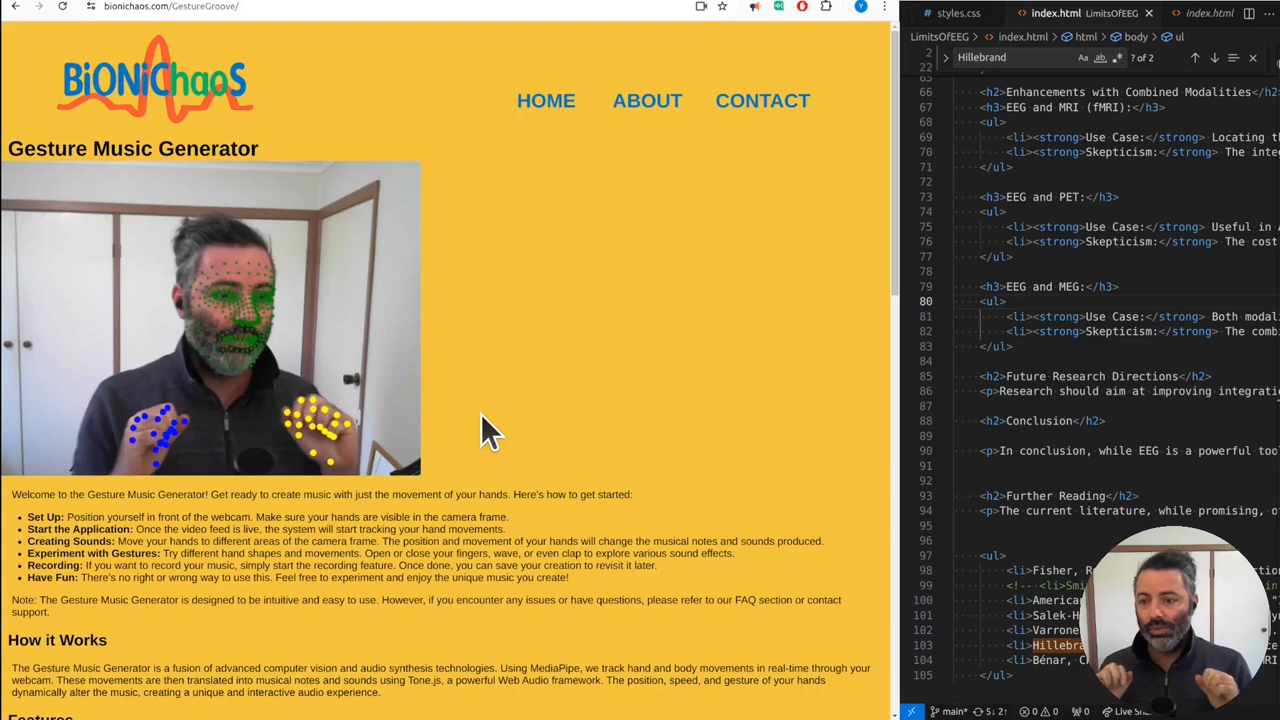 bionichaos.com/GestureGroove/
BiONiChaoS
HOME ABOUT CONTACT
Gesture Music Generator
Welcome to the Gesture Music Generator! Get ready to create music with just the movement of your hands. Here's how to get started:
• Set Up: Position yourself in front of the webcam. Make sure your hands are visible in the camera frame.
• Start the Application: Once the video feed is live, the system will start tracking your hand movements.
• Creating Sounds: Move your hands to different areas of the camera frame. The position and movement of your hands will change the musical notes and sounds produced.
• Experiment with Gestures: Try different hand shapes and movements. Open or close your fingers, wave, or even clap to explore various sound effects.
• Recording: If you want to record your music, simply start the recording feature. Once done, you can save your creation to revisit it later.
• Have Fun: There's no right or wrong way to use this. Feel free to experiment and enjoy the unique music you create!
Note: The Gesture Music Generator is designed to be intuitive and easy to use. However, if you encounter any issues or have questions, please refer to our FAQ section or contact
support.
How it Works
The Gesture Music Generator is a fusion of advanced computer vision and audio synthesis technologies. Using MediaPipe, we track hand and body movements in real-time through your
webcam. These movements are then translated into musical notes and sounds using Tone.js, a powerful Web Audio framework. The position, speed, and gesture of your hands
dynamically alter the music, creating a unique and interactive audio experience.
Features
styles.css index.html LimitsOfEEG index.html
LimitsOfEEG > index.html > html > body > ul
Hillebrand Aa ab ? of 2
2
22
65
66 <h2>Enhancements with Combined Modalities</h2>
67 <h3>EEG and MRI (fMRI):</h3>
68 <ul>
69 <li><strong>Use Case:</strong> Locating
70 <li><strong>Skepticism:</strong> The
71 </ul>
72
73 <h3>EEG and PET:</h3>
74 <ul>
75 <li><strong>Use Case:</strong> Useful in
76 <li><strong>Skepticism:</strong> The cost
77 </ul>
78
79 <h3>EEG and MEG:</h3>
80 <ul>
81 <li><strong>Use Case:</strong> Both
82 <li><strong>Skepticism:</strong> The
83 </ul>
84
85 <h2>Future Research Directions</h2>
86 <p>Research should aim at improving
87
88 <h2>Conclusion</h2>
89
90 <p>In conclusion, while EEG is a powerful
91
92
93 <h2>Further Reading</h2>
94 <p>The current literature, while promising,
95
96
97 <ul>
98 <li>Fisher,
99 <!-- <li>
100 <li>
101 <li>
102 <li>
103 <li>
104 <li>Bénar,
105 </ul>
main* 5↓ 2↑ 0 0 0 Live